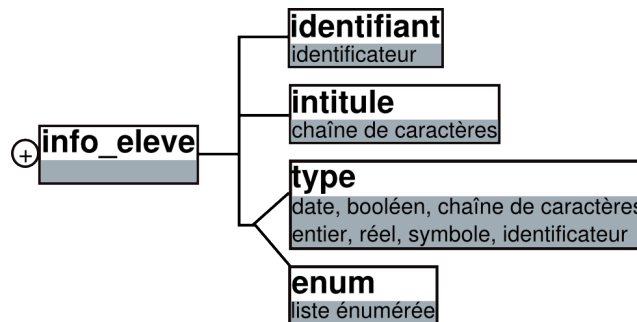 identifiant
identificateur
intitule
chaîne de caractères
+
info_eleve
type
date, booléen, chaîne de caractères
entier, réel, symbole, identificateur
enum
liste énumérée